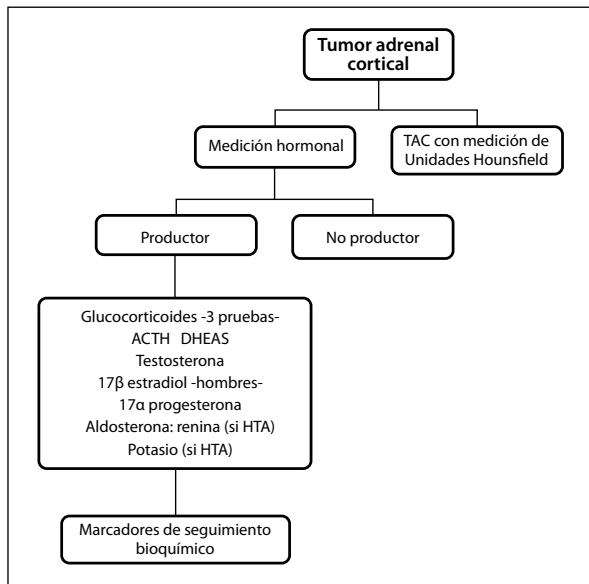 Tumor adrenal
cortical
Medición hormonal
TAC con medición de
Unidades Hounsfield
Productor
No productor
Glucocorticoides -3 pruebas-
ACTH DHEAS
Testosterona
17β estradiol -hombres-
17α progesterona
Aldosterona: renina (si HTA)
Potasio (si HTA)
Marcadores de seguimiento
bioquímico